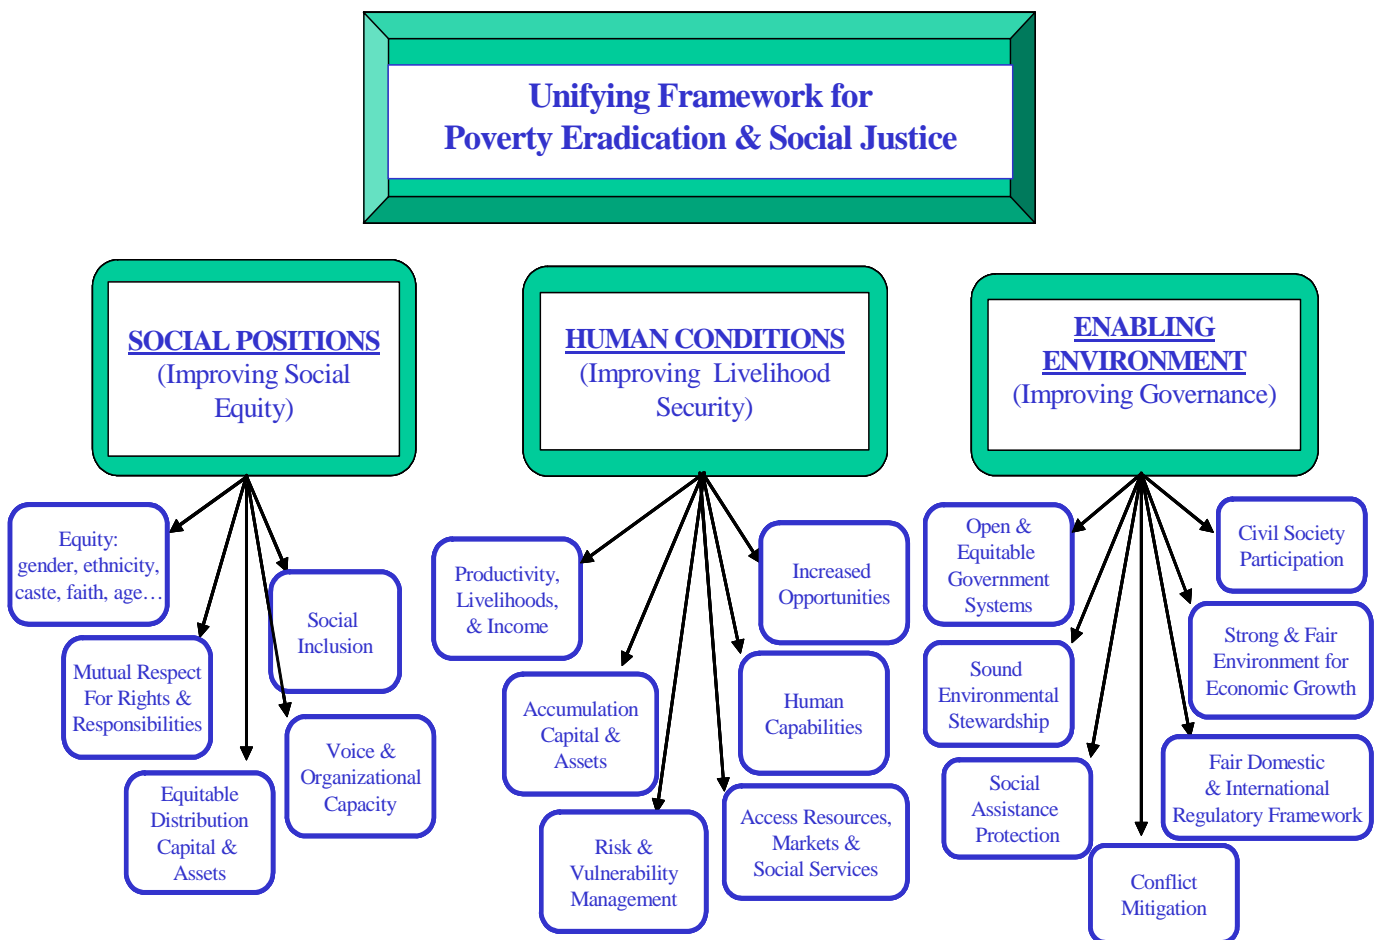 Unifying Framework for
Poverty Eradication & Social Justice
SOCIAL POSITIONS
(Improving Social
Equity)
HUMAN CONDITIONS
(Improving Livelihood
Security)
ENABLING
ENVIRONMENT
(Improving Governance)
Equity:
gender, ethnicity,
caste, faith, age…
Mutual Respect
For Rights &
Responsibilities
Equitable
Distribution
Capital &
Assets
Voice &
Organizational
Capacity
Social
Inclusion
Productivity,
Livelihoods,
& Income
Accumulation
Capital &
Assets
Risk &
Vulnerability
Management
Access Resources,
Markets &
Social Services
Human
Capabilities
Increased
Opportunities
Open &
Equitable
Government
Systems
Sound
Environmental
Stewardship
Social
Assistance
Protection
Conflict
Mitigation
Fair Domestic
& International
Regulatory Framework
Strong & Fair
Environment for
Economic Growth
Civil Society
Participation